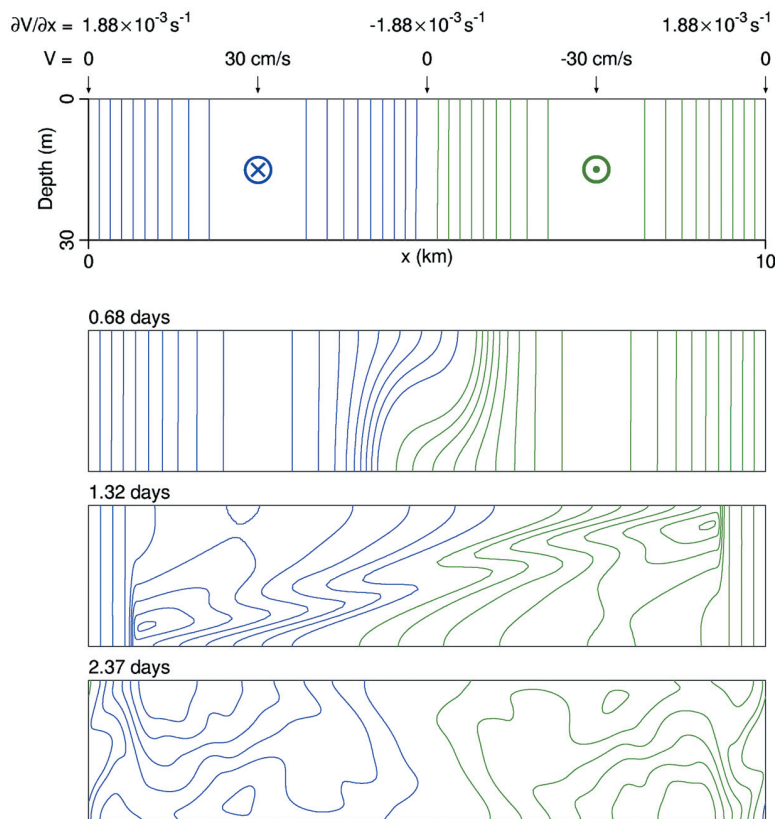 ∂V/∂x = 1.88×10⁻³ s⁻¹ -1.88×10⁻³ s⁻¹ 1.88×10⁻³ s⁻¹
V = 0 30 cm/s 0 -30 cm/s 0
0
Depth (m)
30
0 x (km) 10
0.68 days
1.32 days
2.37 days